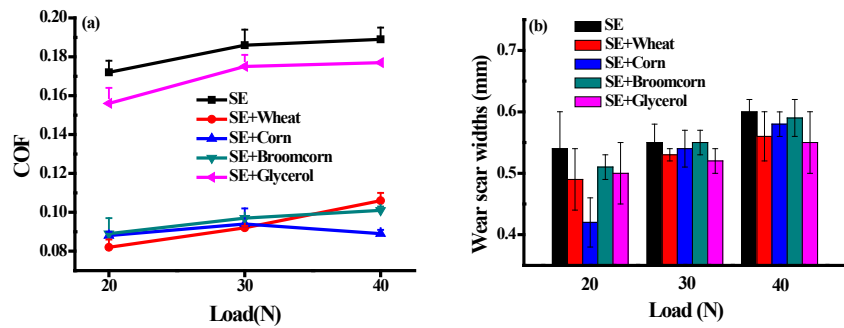 (a)
0.20
0.18
0.16
0.14
0.12
0.10
0.08
COF
SE
SE+Wheat
SE+Corn
SE+Broomcorn
SE+Glycerol
20
30
40
Load(N)
(b)
0.7
0.6
0.5
0.4
Wear scar widths (mm)
SE
SE+Wheat
SE+Corn
SE+Broomcorn
SE+Glycerol
20
30
40
Load (N)